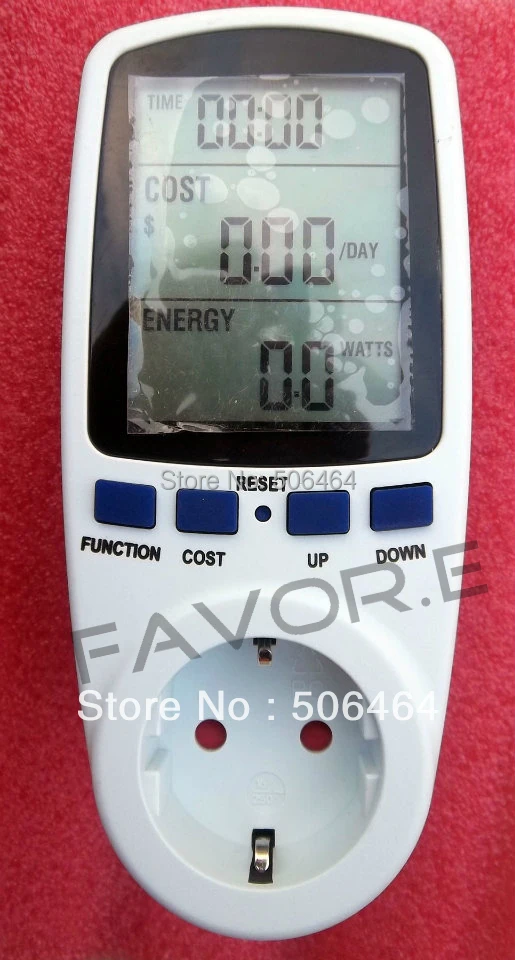 TIME 00:00
COST
$ 0.00 /DAY
ENERGY
0.0 WATTS
Store No: 506464
RESET
FUNCTION COST UP DOWN
FAVOR.E
Store No : 506464